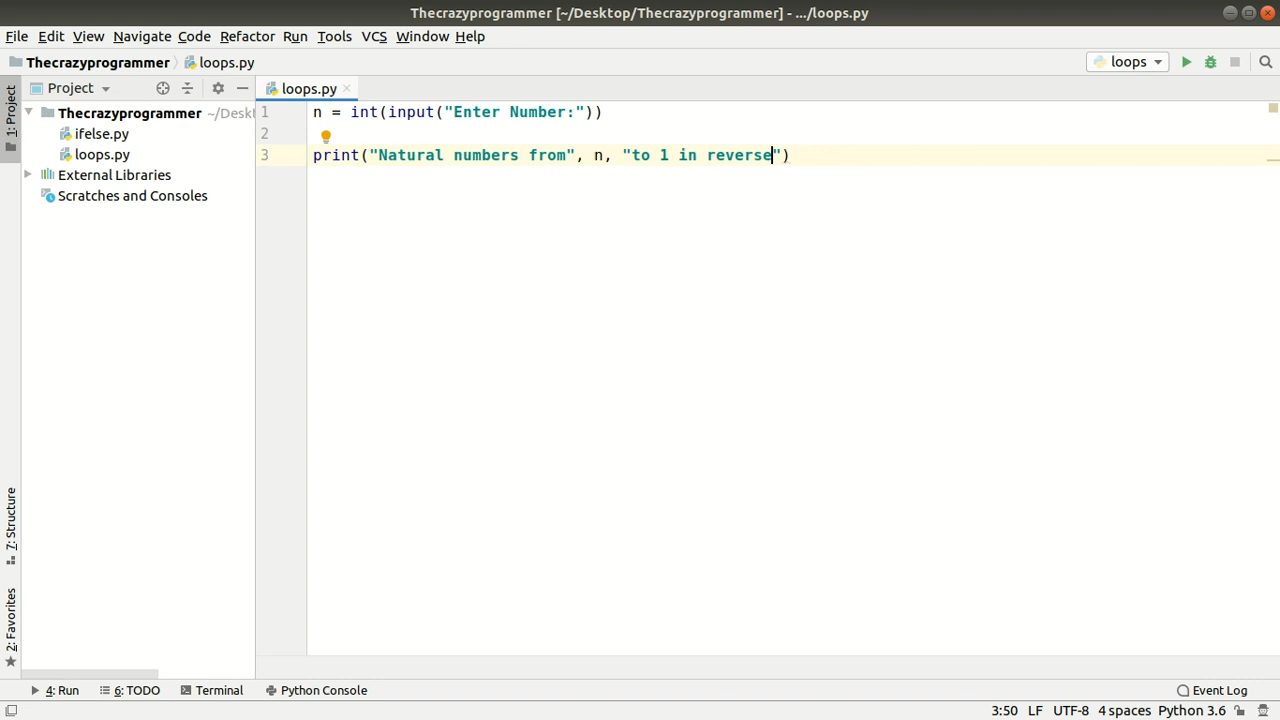 Thecrazyprogrammer [~/Desktop/Thecrazyprogrammer] - .../loops.py
File Edit View Navigate Code Refactor Run Tools VCS Window Help
Thecrazyprogrammer loops.py loops
1: Project
Project
loops.py
Thecrazyprogrammer ~/Deskt
ifelse.py
loops.py
External Libraries
Scratches and Consoles
1 n = int(input("Enter Number:"))
2
3 print("Natural numbers from", n, "to 1 in reverse")
7: Structure
2: Favorites
4: Run 6: TODO Terminal Python Console Event Log
3:50 LF UTF-8 4 spaces Python 3.6